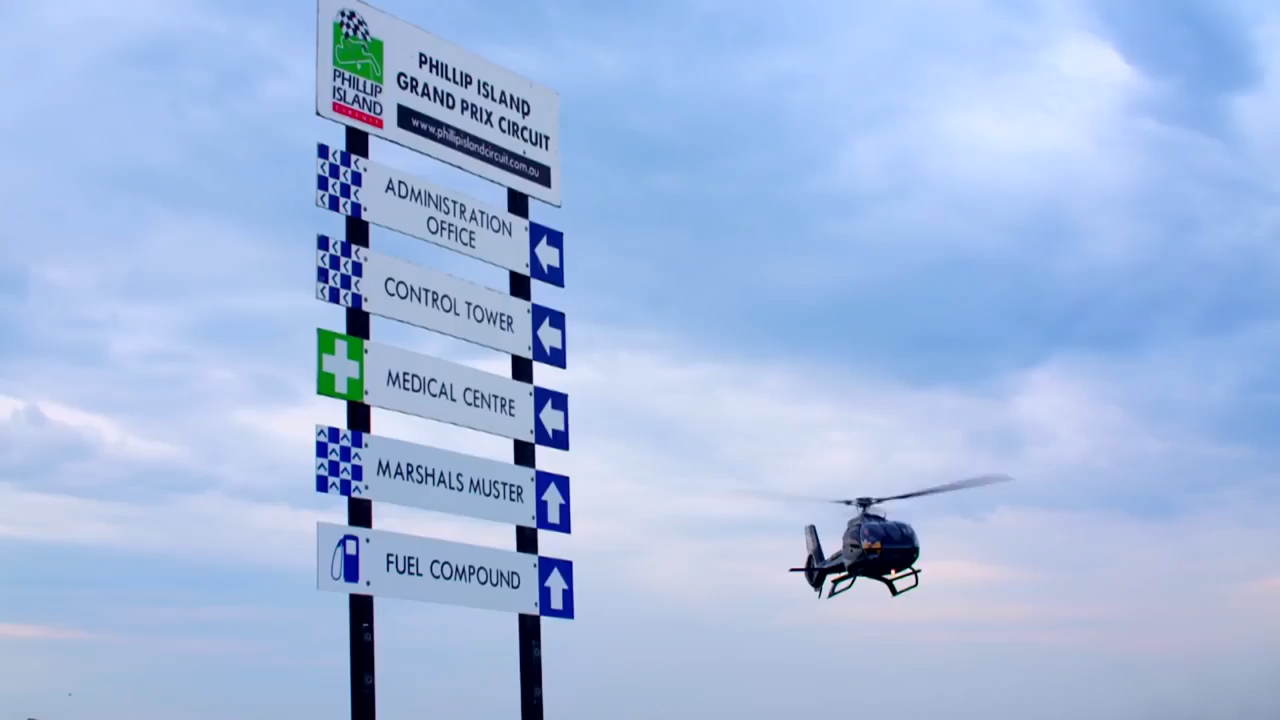 PHILLIP
ISLAND
CIRCUIT
PHILLIP ISLAND
GRAND PRIX CIRCUIT
www.phillipislandcircuit.com.au
ADMINISTRATION
OFFICE
CONTROL TOWER
MEDICAL CENTRE
MARSHALS MUSTER
FUEL COMPOUND